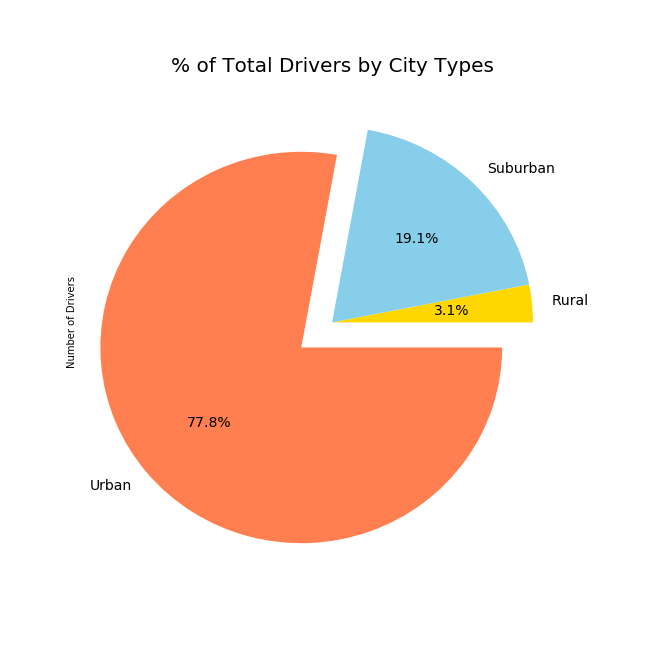 % of Total Drivers by City Types
Suburban
19.1%
Rural
3.1%
Number of Drivers
77.8%
Urban